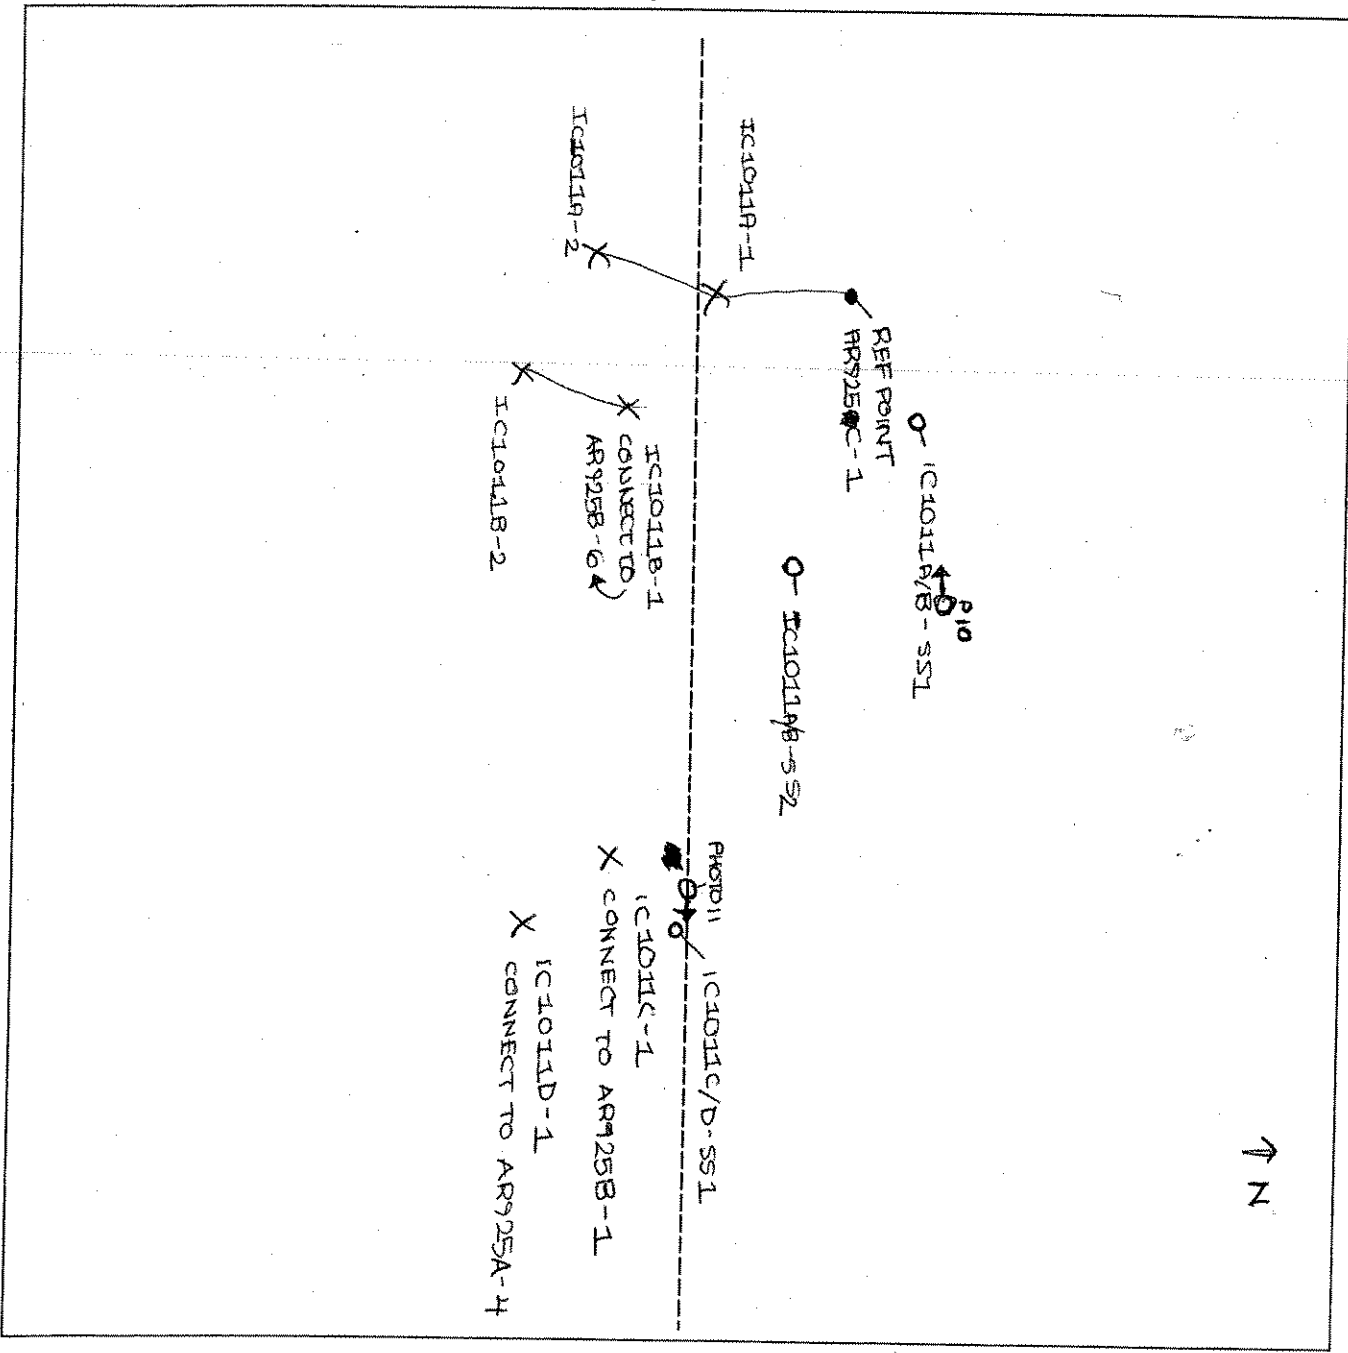 N
P10
IC1011A/B-SS1
REF POINT
AR925C-1
IC1011A/B-SS2
IC1011A-1
PHOTO 11
IC1011C/D-SS1
IC1011B-1
CONNECT TO
AR925B-6
IC1011C-1
CONNECT TO AR925B-1
IC1011A-2
IC1011B-2
IC1011D-1
CONNECT TO AR925A-4